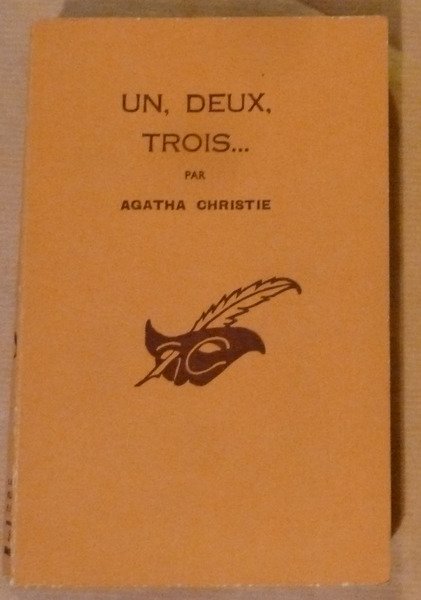 UN, DEUX,
TROIS...
PAR
AGATHA CHRISTIE